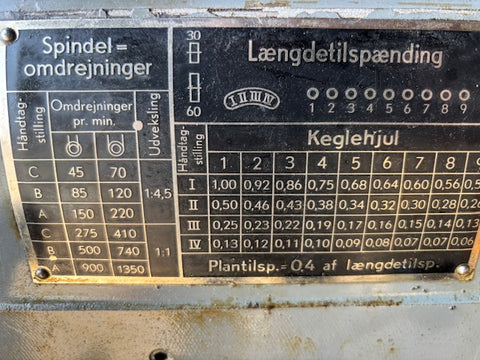 Spindel=
omdrejninger
Håndtag-
stilling
Omdrejninger
pr. min.
Udveksling
C 45 70
B 85 120 1:4,5
A 150 220
C 275 410
B 500 740 1:1
A 900 1350
30
60
I II III IV
Længdetilspænding
1 2 3 4 5 6 7 8 9
Håndtag-
stilling
Keglehjul
1 2 3 4 5 6 7 8
I 1,00 0,92 0,86 0,75 0,68 0,64 0,60 0,56
II 0,50 0,46 0,43 0,38 0,34 0,32 0,30 0,28
III 0,25 0,23 0,22 0,19 0,17 0,16 0,15 0,14
IV 0,13 0,12 0,11 0,10 0,09 0,08 0,07 0,07 0,06
Plantilsp.= 0,4 af længdetilsp.